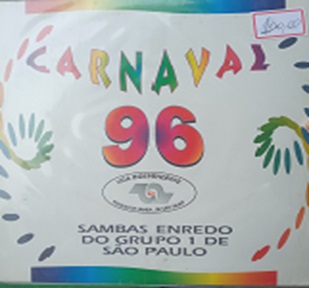 CARNAVAL
96
SAMBAS ENREDO
DO GRUPO 1 DE
SÃO PAULO